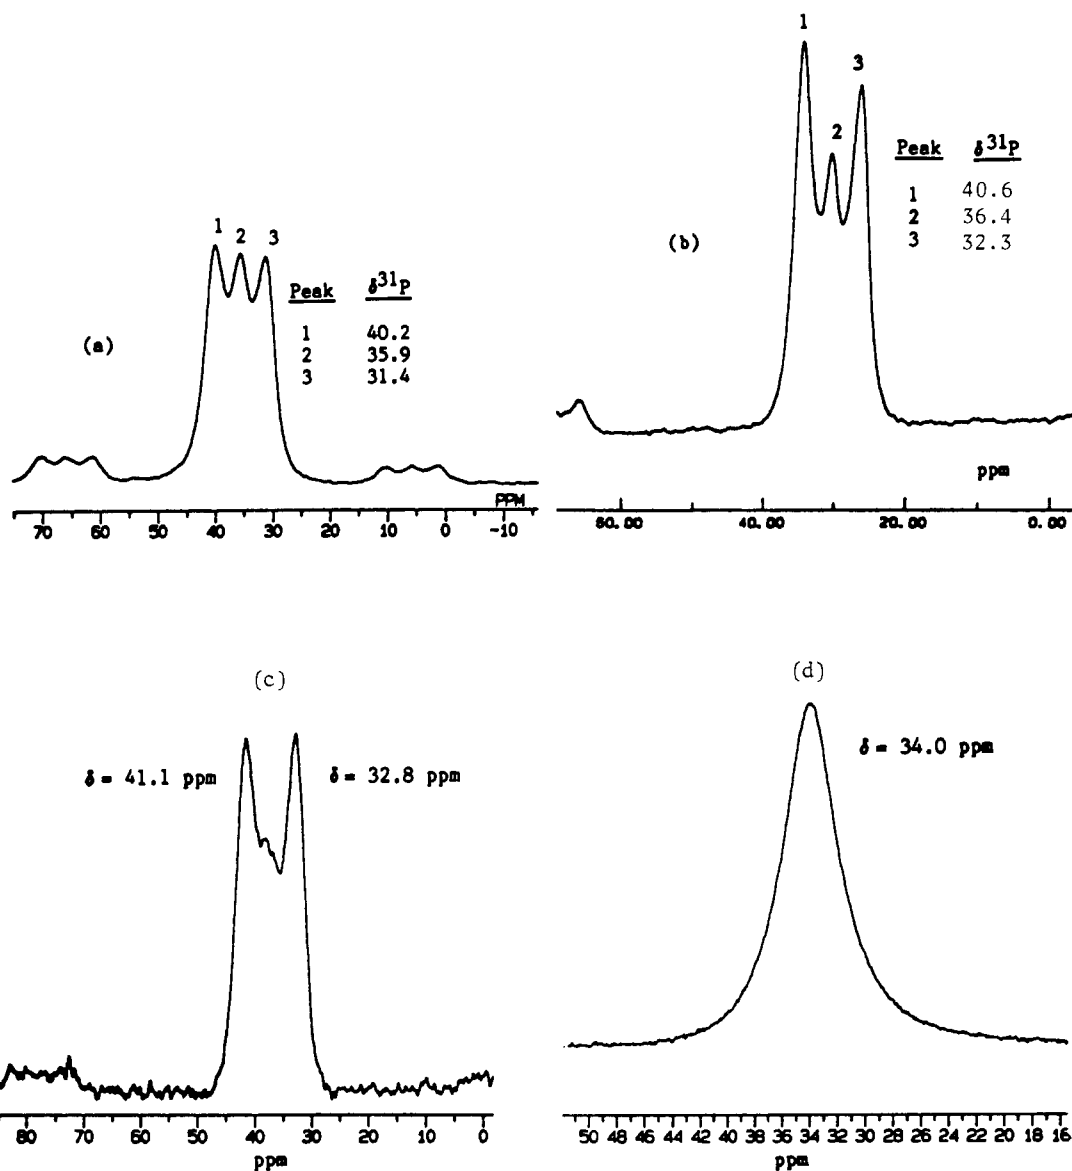 1 2 3
(a)
Peak δ31P
1 40.2
2 35.9
3 31.4
PPM
70 60 50 40 30 20 10 0 -10
1
2
3
(b)
Peak δ31P
1 40.6
2 36.4
3 32.3
ppm
60.00 40.00 20.00 0.00
(c)
δ = 41.1 ppm
δ = 32.8 ppm
80 70 60 50 40 30 20 10 0
ppm
(d)
δ = 34.0 ppm
50 48 46 44 42 40 38 36 34 32 30 28 26 24 22 20 18 16
ppm